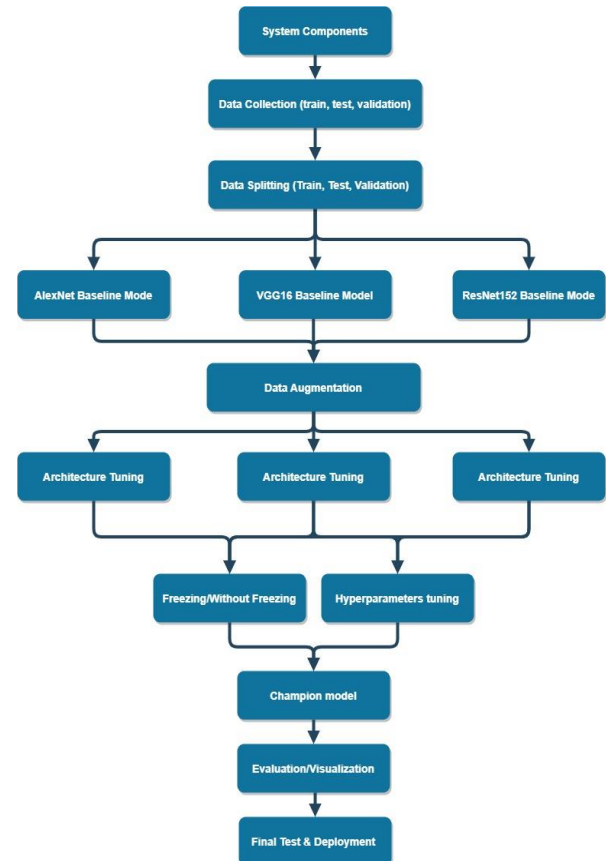 System Components
Data Collection (train, test, validation)
Data Splitting (Train, Test, Validation)
AlexNet Baseline Mode
VGG16 Baseline Model
ResNet152 Baseline Mode
Data Augmentation
Architecture Tuning
Architecture Tuning
Architecture Tuning
Freezing/Without Freezing
Hyperparameters tuning
Champion model
Evaluation/Visualization
Final Test & Deployment